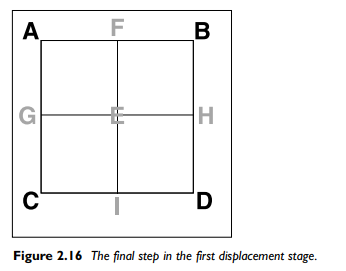 A F B
G E H
C I D
Figure 2.16 The final step in the first displacement stage.